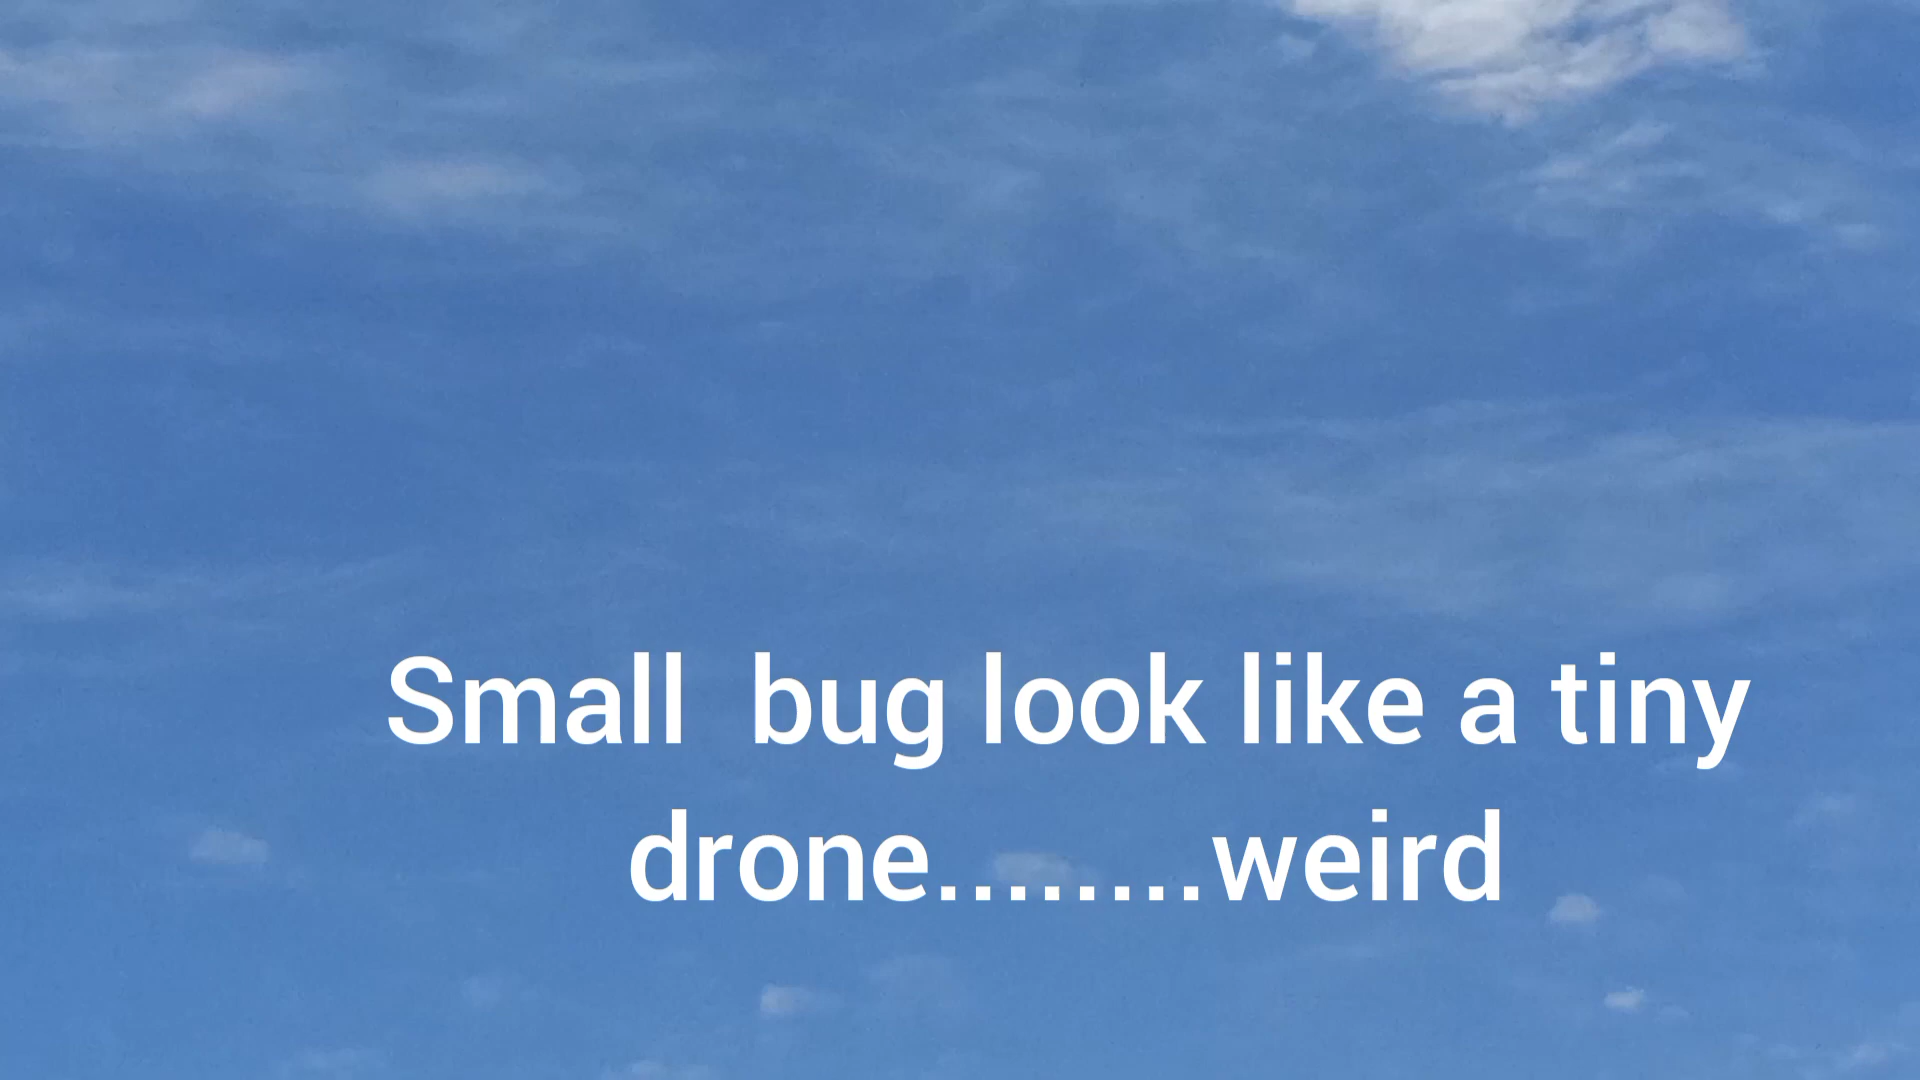 Small  bug look like a tiny
drone........weird